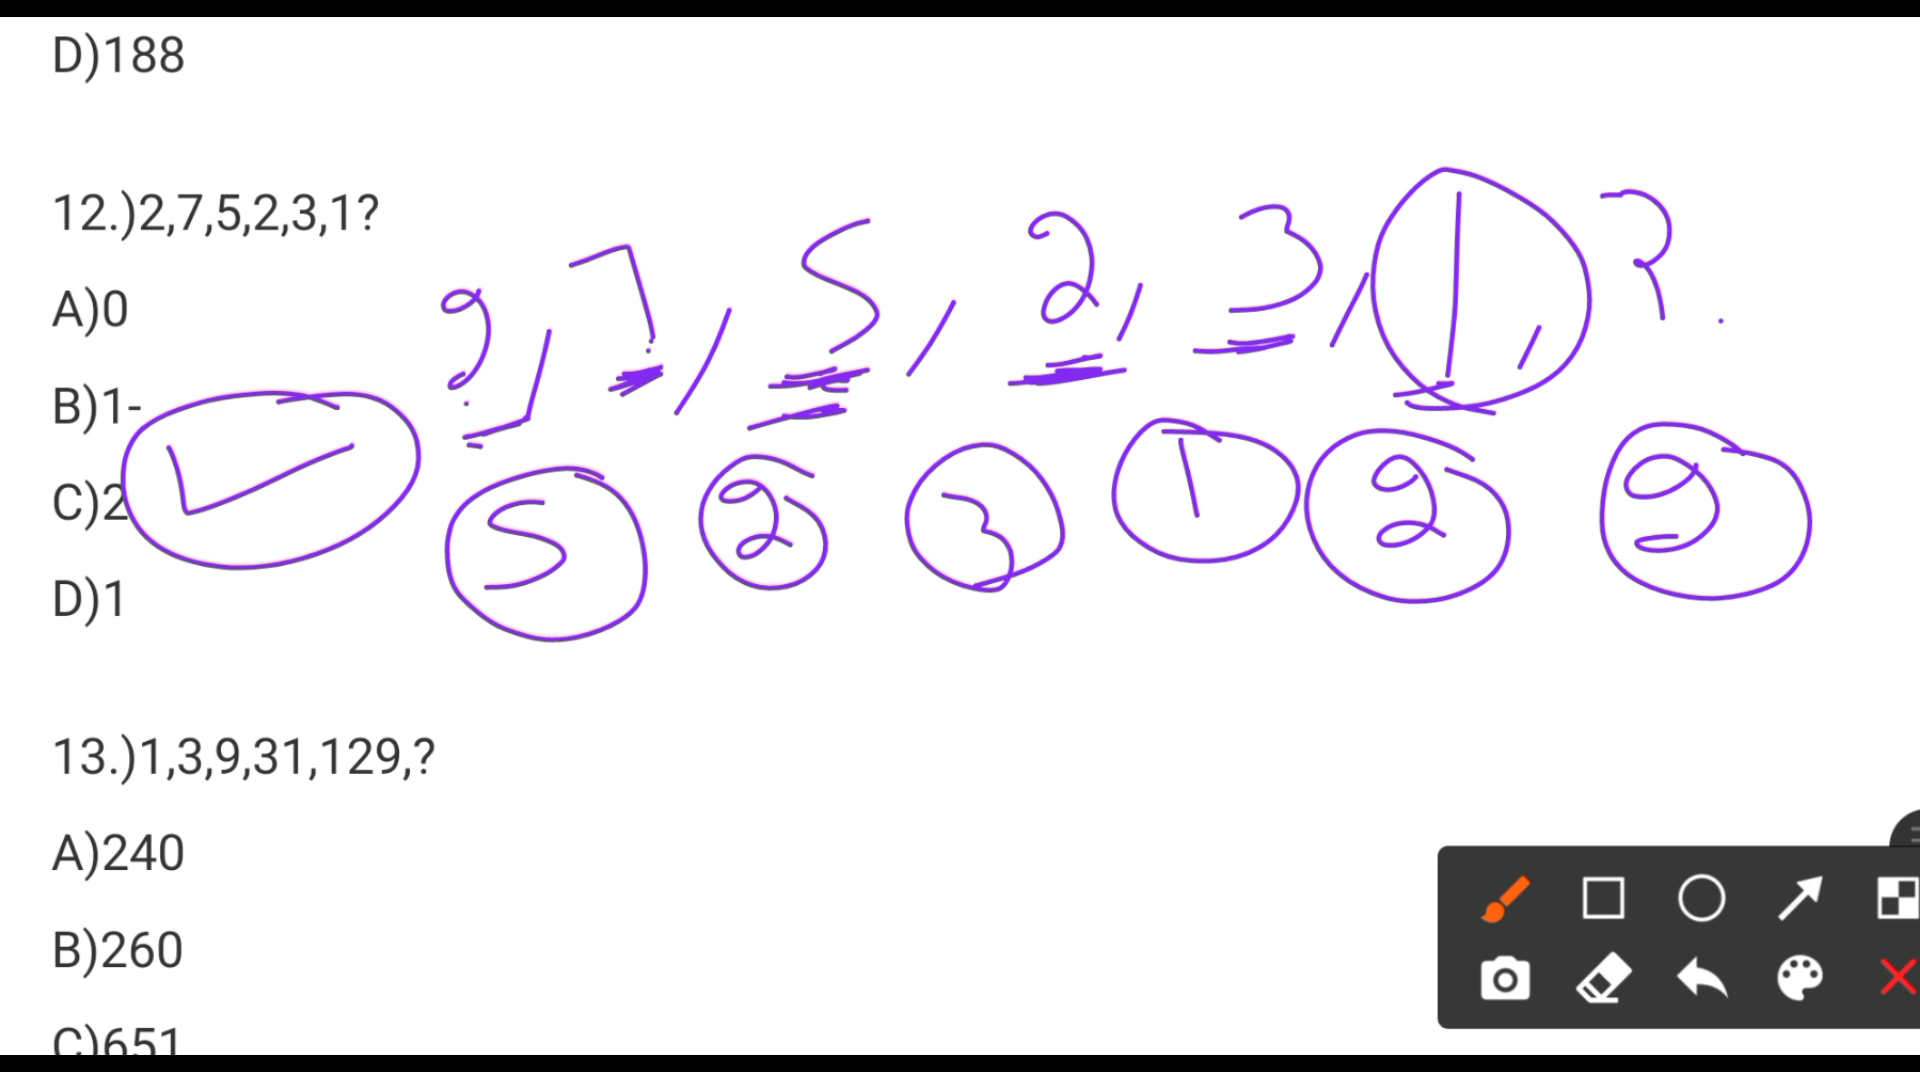 D)188
12.)2,7,5,2,3,1?
2, 7, 5, 2, 3, 1, ?
A)0
B)1-
C)2
5 2 3 1 2 2
D)1
13.)1,3,9,31,129,?
A)240
B)260
C)651